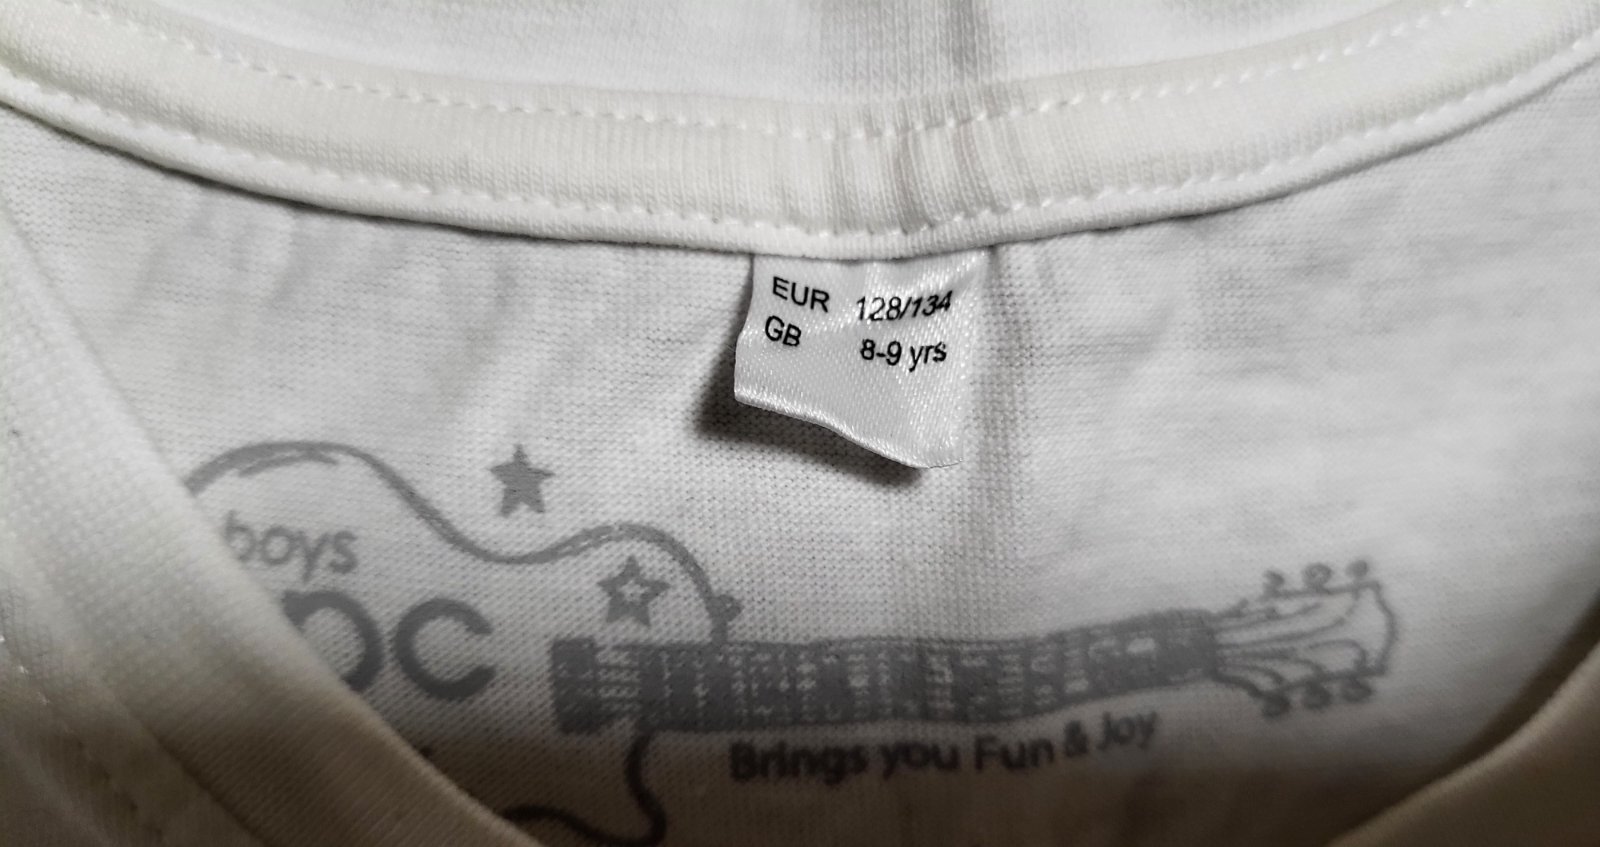 EUR 128/134
GB 8-9 yrs
boys
Brings you Fun & Joy